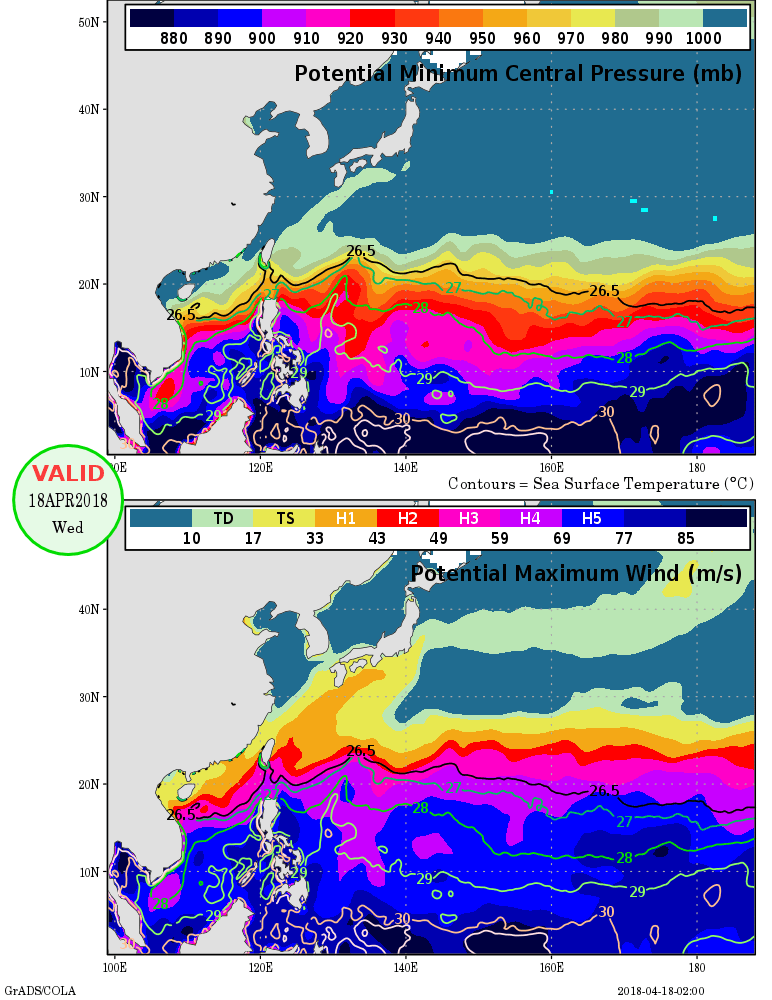 50N
880 890 900 910 920 930 940 950 960 970 980 990 1000
Potential Minimum Central Pressure (mb)
40N
30N
26.5
20N
27
27
26.5
26.5
28
27
28
10N
29
29
29
28
29
30
30
30
100E 120E 140E 160E 180
Contours = Sea Surface Temperature (°C)
VALID
18APR2018
Wed
TD TS H1 H2 H3 H4 H5
10 17 33 43 49 59 69 77 85
Potential Maximum Wind (m/s)
40N
30N
26.5
20N
27
27
26.5
26.5
28
27
28
10N
29
29
29
28
29
30
30
30
100E 120E 140E 160E 180
GrADS/COLA
2018-04-18-02:00